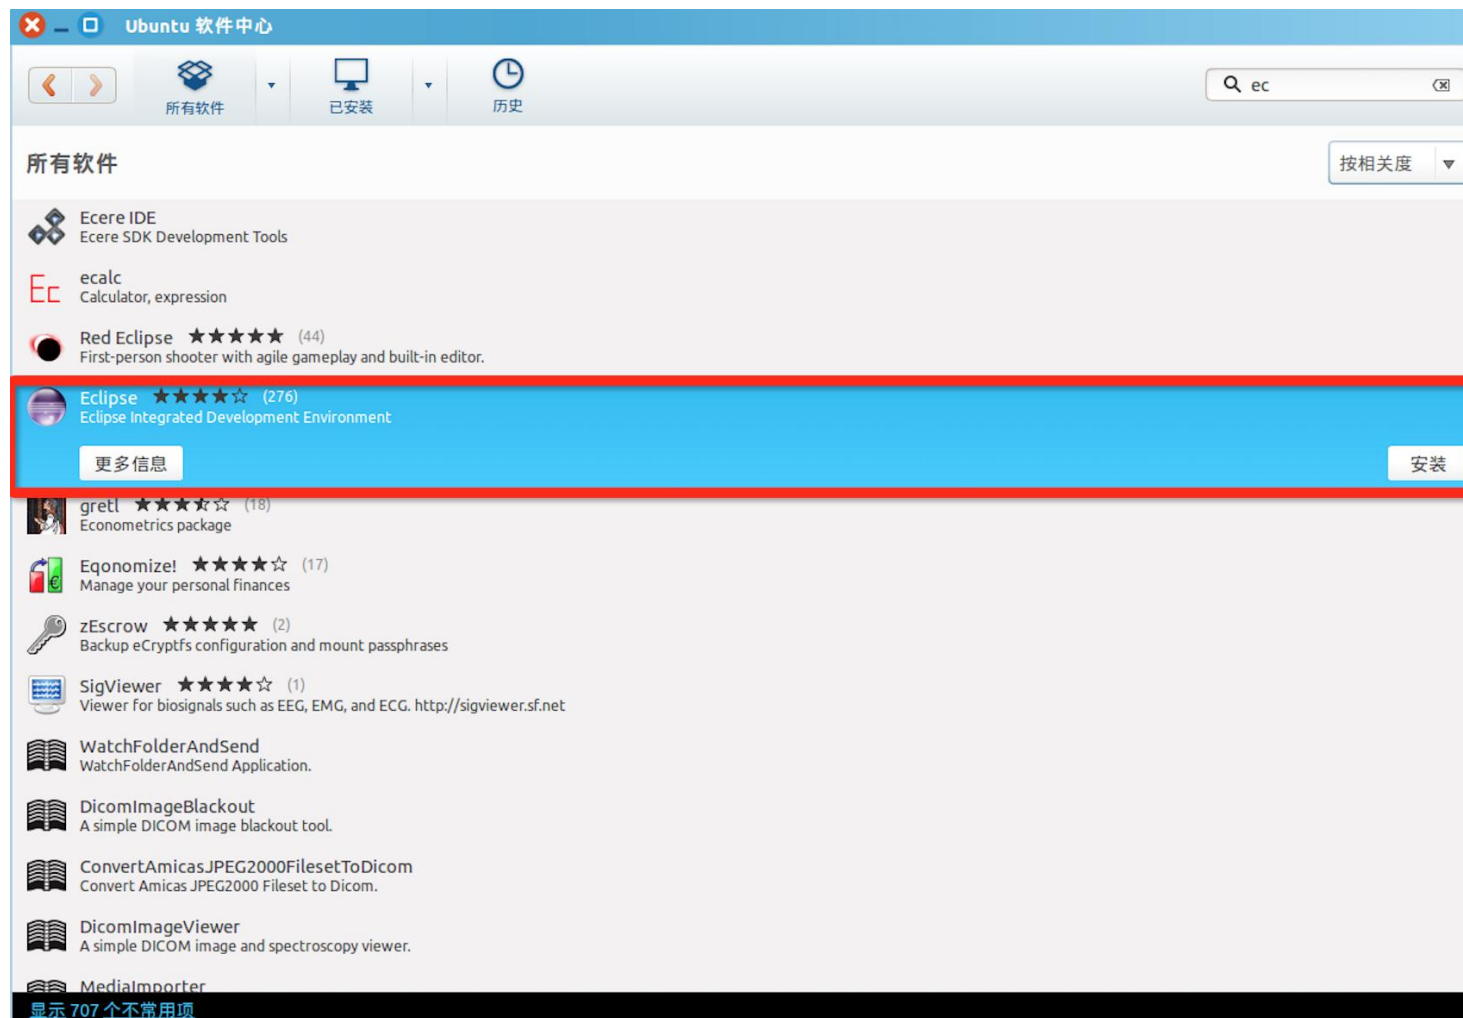 Ubuntu 软件中心
所有软件
已安装
历史
ec
所有软件
按相关度
Ecere IDE
Ecere SDK Development Tools
Ec
ecalc
Calculator, expression
Red Eclipse ★★★★★ (44)
First-person shooter with agile gameplay and built-in editor.
Eclipse ★★★★☆ (276)
Eclipse Integrated Development Environment
更多信息
安装
gretl (18)
Econometrics package
Eqonomize! ★★★★☆ (17)
Manage your personal finances
zEscrow ★★★★★ (2)
Backup eCryptfs configuration and mount passphrases
SigViewer ★★★★☆ (1)
Viewer for biosignals such as EEG, EMG, and ECG. http://sigviewer.sf.net
WatchFolderAndSend
WatchFolderAndSend Application.
DicomImageBlackout
A simple DICOM image blackout tool.
ConvertAmicasJPEG2000FilesetToDicom
Convert Amicas JPEG2000 Fileset to Dicom.
DicomImageViewer
A simple DICOM image and spectroscopy viewer.
MediaImporter
显示 707 个不常用项